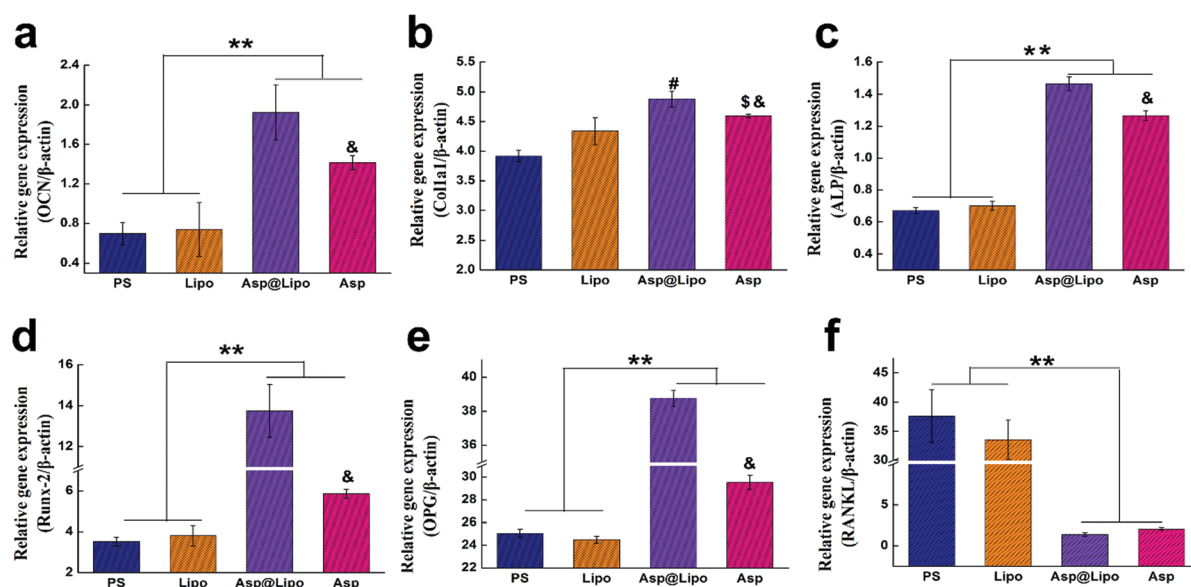 a
**
Relative gene expression
(OCN/β-actin)
2.4
2.0
1.6
1.2
0.8
0.4
&
PS Lipo Asp@Lipo Asp
b
Relative gene expression
(Col1a1/β-actin)
5.5
5.0
4.5
4.0
3.5
3.0
2.5
2.0
#
$ &
PS Lipo Asp@Lipo Asp
c
**
Relative gene expression
(ALP/β-actin)
1.6
1.4
1.2
1.0
0.8
0.6
0.4
&
PS Lipo Asp@Lipo Asp
d
**
Relative gene expression
(Runx-2/β-actin)
16
14
12
8
6
4
2
&
PS Lipo Asp@Lipo Asp
e
**
Relative gene expression
(OPG/β-actin)
40
38
36
30
28
26
24
22
&
PS Lipo Asp@Lipo Asp
f
**
Relative gene expression
(RANKL/β-actin)
45
40
35
30
5
0
PS Lipo Asp@Lipo Asp